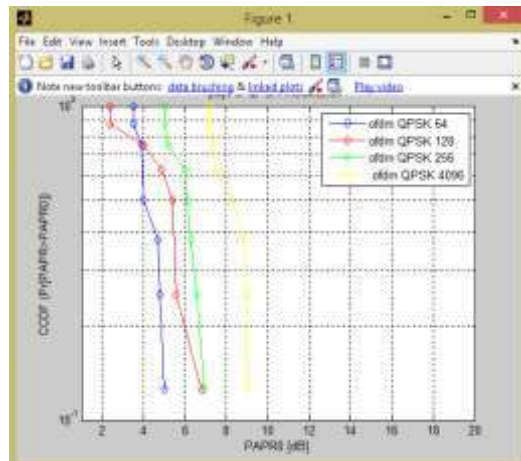 Figure 1
File Edit View Insert Tools Desktop Window Help
Note new toolbar buttons: data brushing & linked plots Play video
10^0
ofdm QPSK 64
ofdm QPSK 128
ofdm QPSK 256
ofdm QPSK 4096
CCDF (Pr[PAPR>PAPR0])
10^-1
2 4 6 8 10 12 14 16 18 20
PAPR0 [dB]